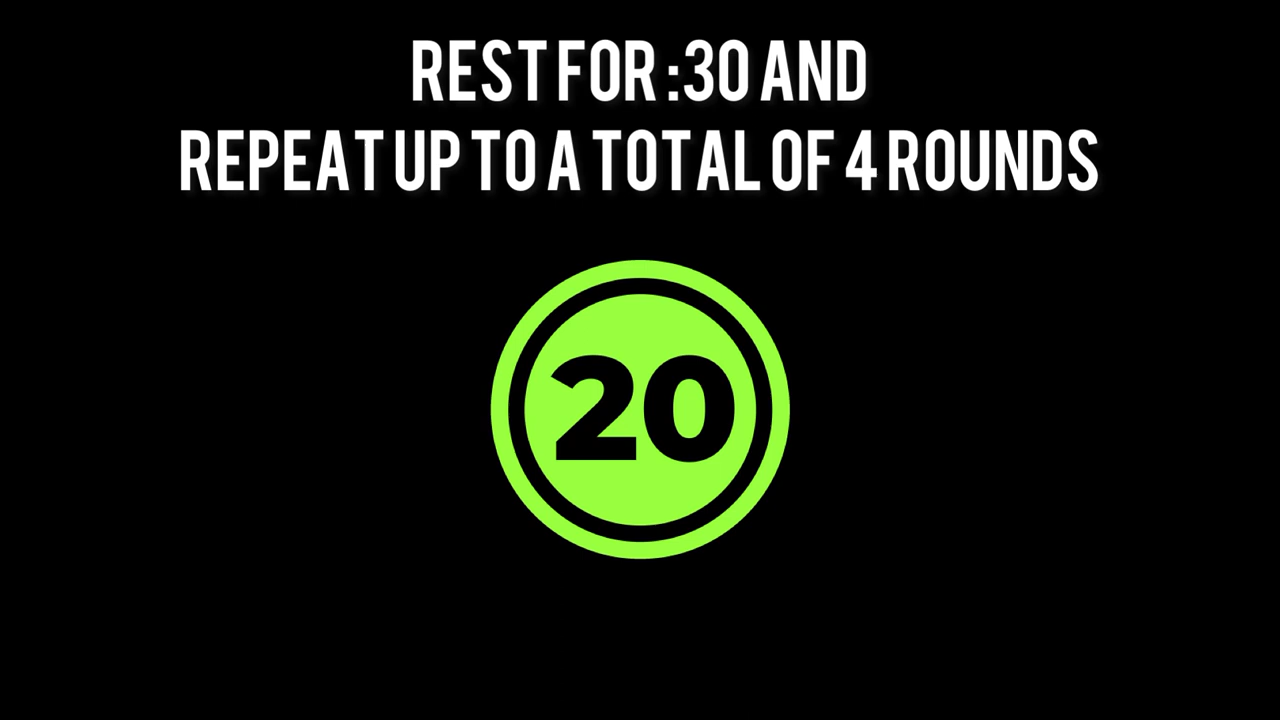 REST FOR :30 AND
REPEAT UP TO A TOTAL OF 4 ROUNDS
20